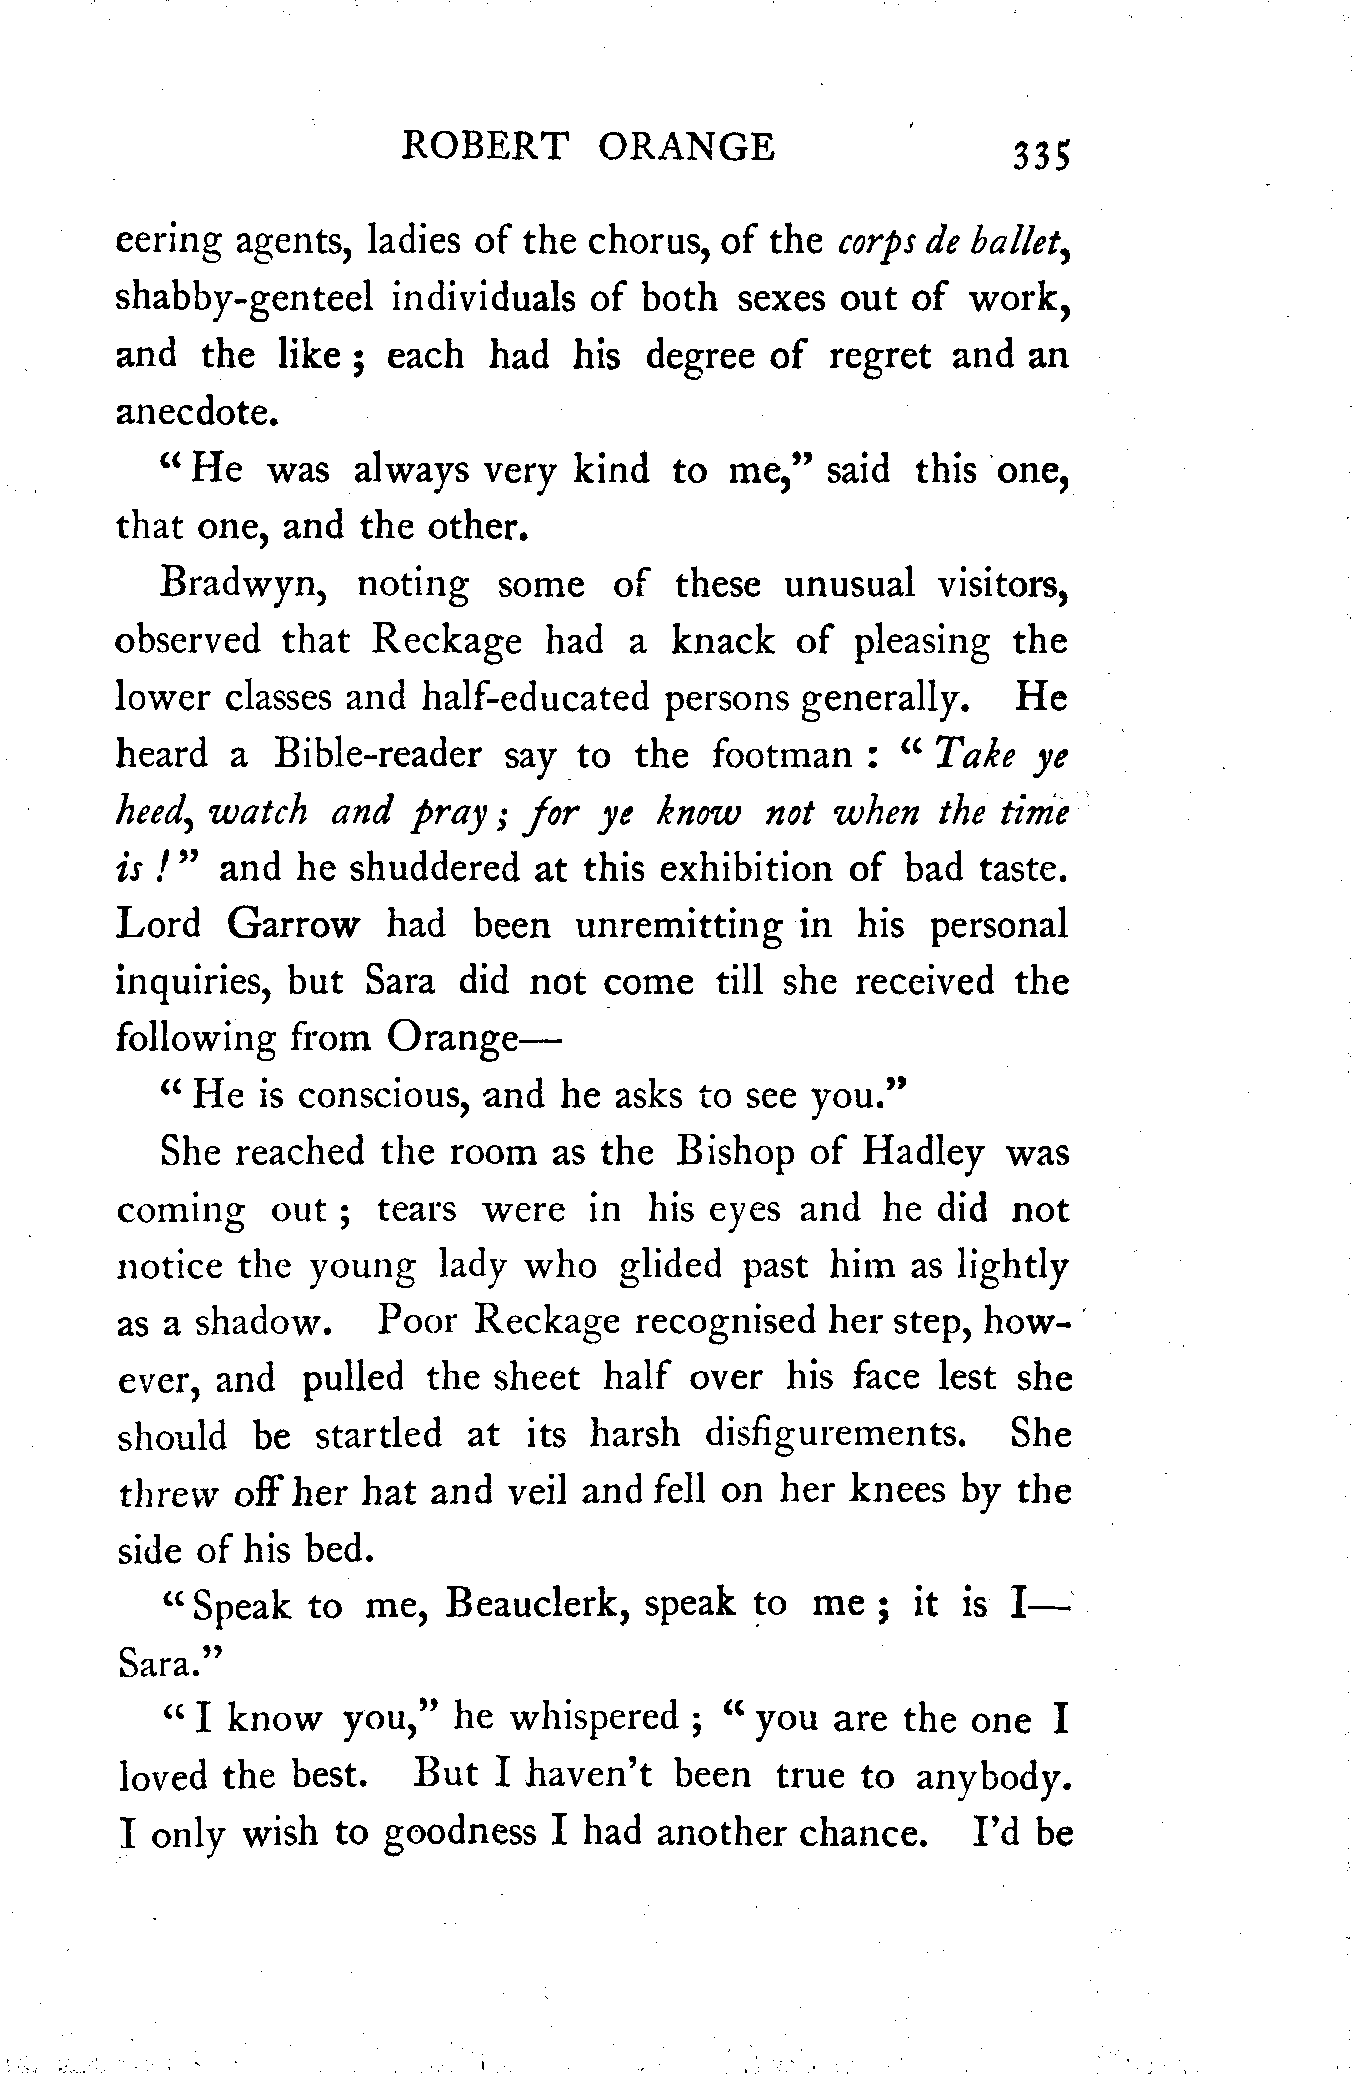 ROBERT ORANGE 335
eering agents, ladies of the chorus, of the corps de ballet,
shabby-genteel individuals of both sexes out of work,
and the like ; each had his degree of regret and an
anecdote.
“ He was always very kind to me,” said this one,
that one, and the other.
Bradwyn, noting some of these unusual visitors,
observed that Reckage had a knack of pleasing the
lower classes and half-educated persons generally. He
heard a Bible-reader say to the footman : “ Take ye
heed, watch and pray ; for ye know not when the time
is ! ” and he shuddered at this exhibition of bad taste.
Lord Garrow had been unremitting in his personal
inquiries, but Sara did not come till she received the
following from Orange—
“ He is conscious, and he asks to see you.”
She reached the room as the Bishop of Hadley was
coming out ; tears were in his eyes and he did not
notice the young lady who glided past him as lightly
as a shadow. Poor Reckage recognised her step, how-
ever, and pulled the sheet half over his face lest she
should be startled at its harsh disfigurements. She
threw off her hat and veil and fell on her knees by the
side of his bed.
“ Speak to me, Beauclerk, speak to me ; it is I—
Sara.”
“ I know you,” he whispered ; “ you are the one I
loved the best. But I haven’t been true to anybody.
I only wish to goodness I had another chance. I’d be